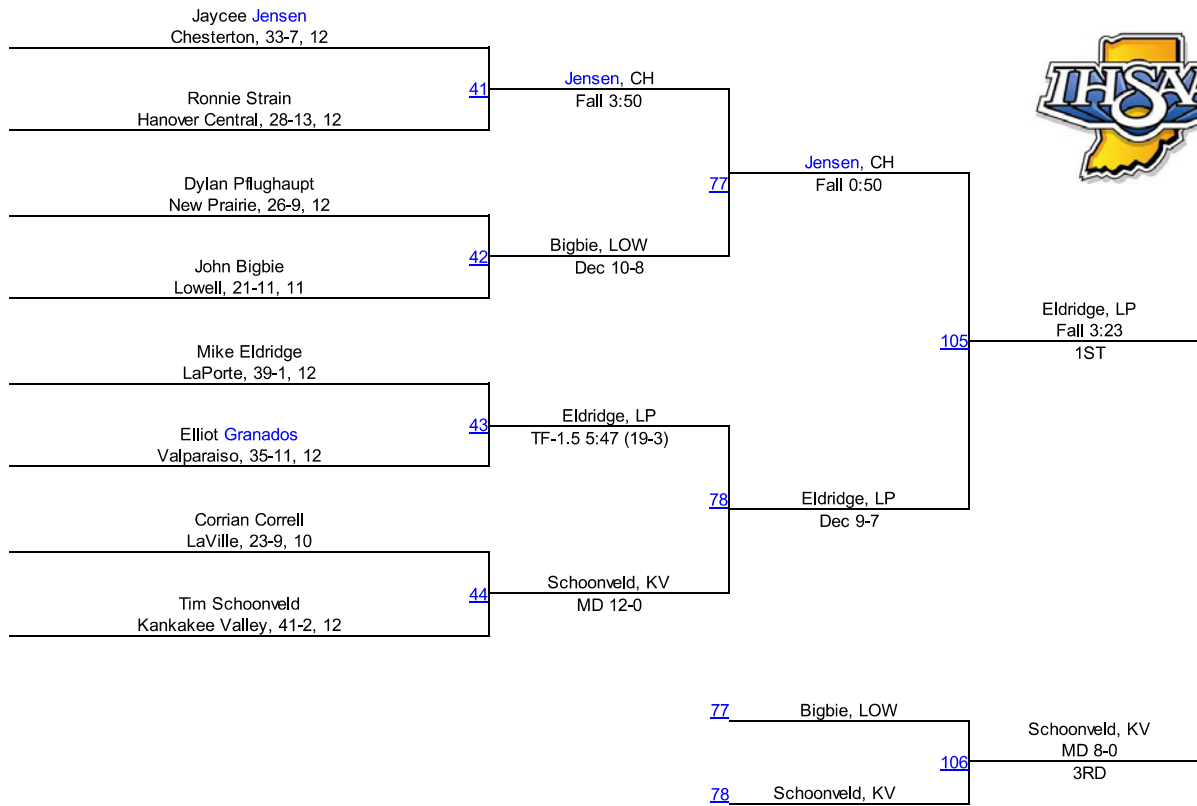 Jaycee Jensen
Chesterton, 33-7, 12
41
Ronnie Strain
Hanover Central, 28-13, 12
Jensen, CH
Fall 3:50
77
Dylan Pflughaupt
New Prairie, 26-9, 12
42
John Bigbie
Lowell, 21-11, 11
Bigbie, LOW
Dec 10-8
Jensen, CH
Fall 0:50
105
Mike Eldridge
LaPorte, 39-1, 12
43
Elliot Granados
Valparaiso, 35-11, 12
Eldridge, LP
TF-1.5 5:47 (19-3)
78
Corrian Correll
LaVille, 23-9, 10
44
Tim Schoonveld
Kankakee Valley, 41-2, 12
Schoonveld, KV
MD 12-0
Eldridge, LP
Dec 9-7
Eldridge, LP
Fall 3:23
1ST
IHSAA
77
Bigbie, LOW
106
78
Schoonveld, KV
Schoonveld, KV
MD 8-0
3RD